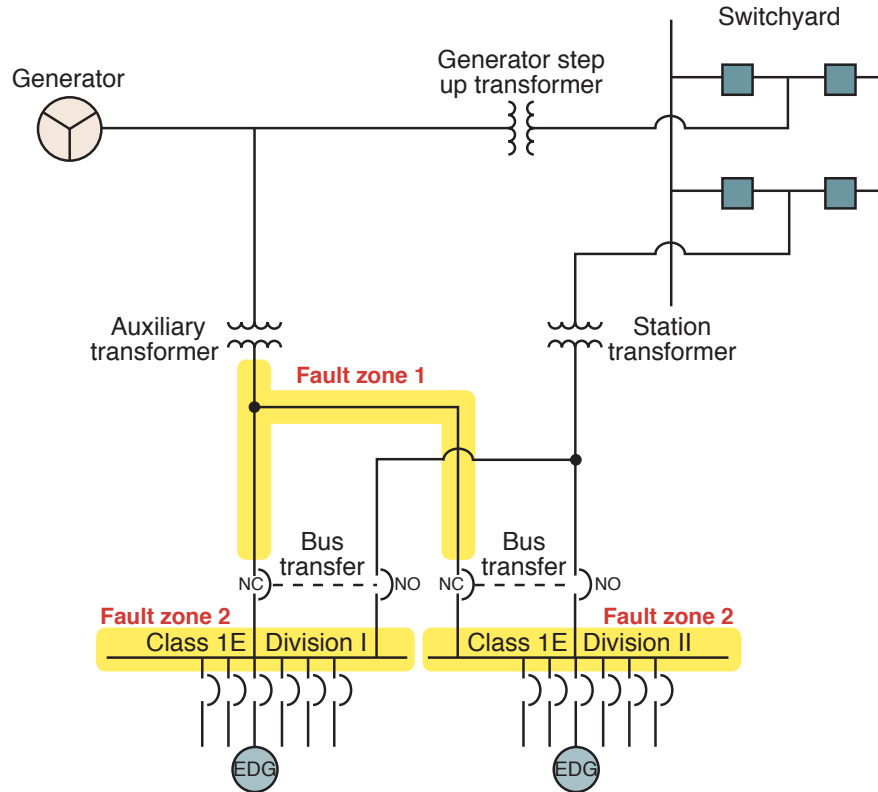 Switchyard
Generator
Generator step
up transformer
Auxiliary
transformer
Station
transformer
Fault zone 1
Bus
transfer
Bus
transfer
NC
NO
NC
NO
Fault zone 2
Fault zone 2
Class 1E Division I
Class 1E Division II
EDG
EDG